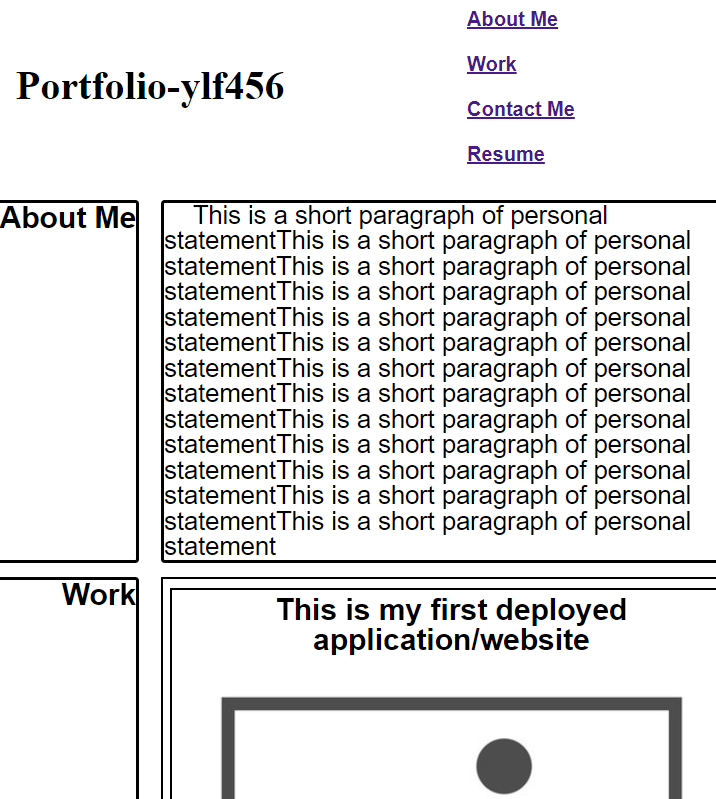 About Me
Work
Portfolio-ylf456
Contact Me
Resume
About Me
This is a short paragraph of personal
statementThis is a short paragraph of personal
statementThis is a short paragraph of personal
statementThis is a short paragraph of personal
statementThis is a short paragraph of personal
statementThis is a short paragraph of personal
statementThis is a short paragraph of personal
statementThis is a short paragraph of personal
statementThis is a short paragraph of personal
statementThis is a short paragraph of personal
statementThis is a short paragraph of personal
statementThis is a short paragraph of personal
statementThis is a short paragraph of personal
statement
Work
This is my first deployed
application/website